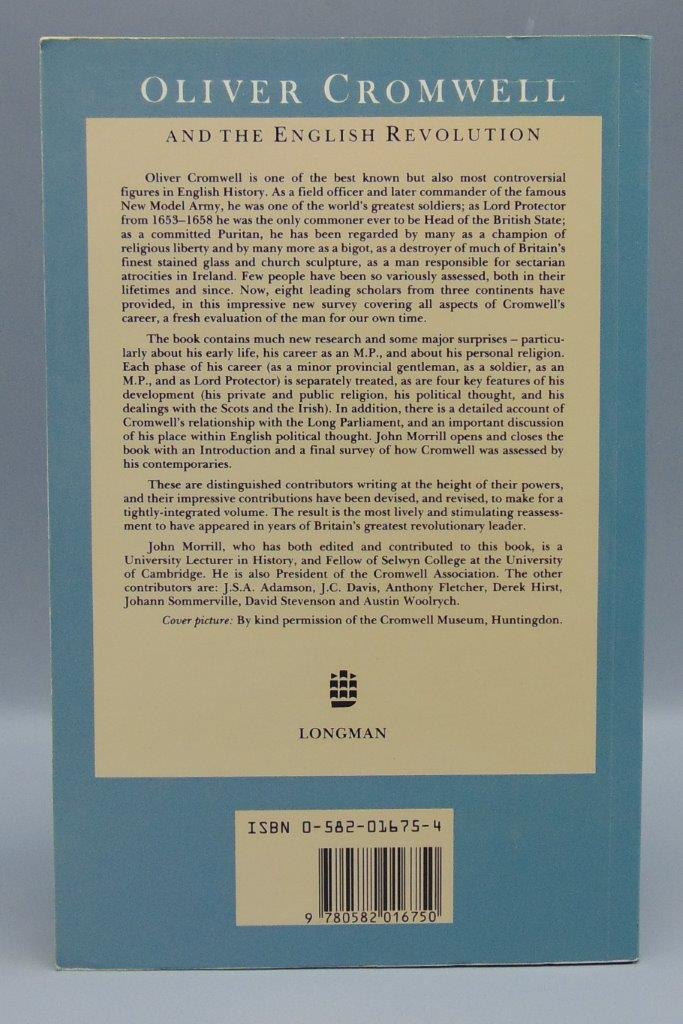 OLIVER CROMWELL
AND THE ENGLISH REVOLUTION
Oliver Cromwell is one of the best known but also most controversial
figures in English History. As a field officer and later commander of the famous
New Model Army, he was one of the world's greatest soldiers; as Lord Protector
from 1653–1658 he was the only commoner ever to be Head of the British State;
as a committed Puritan, he has been regarded by many as a champion of
religious liberty and by many more as a bigot, as a destroyer of much of Britain's
finest stained glass and church sculpture, as a man responsible for sectarian
atrocities in Ireland. Few people have been so variously assessed, both in their
lifetimes and since. Now, eight leading scholars from three continents have
provided, in this impressive new survey covering all aspects of Cromwell's
career, a fresh evaluation of the man for our own time.
The book contains much new research and some major surprises – particu-
larly about his early life, his career as an M.P., and about his personal religion.
Each phase of his career (as a minor provincial gentleman, as a soldier, as an
M.P., and as Lord Protector) is separately treated, as are four key features of his
development (his private and public religion, his political thought, and his
dealings with the Scots and the Irish). In addition, there is a detailed account of
Cromwell's relationship with the Long Parliament, and an important discussion
of his place within English political thought. John Morrill opens and closes the
book with an Introduction and a final survey of how Cromwell was assessed by
his contemporaries.
These are distinguished contributors writing at the height of their powers,
and their impressive contributions have been devised, and revised, to make for a
tightly-integrated volume. The result is the most lively and stimulating reassess-
ment to have appeared in years of Britain's greatest revolutionary leader.
John Morrill, who has both edited and contributed to this book, is a
University Lecturer in History, and Fellow of Selwyn College at the University
of Cambridge. He is also President of the Cromwell Association. The other
contributors are: J.S.A. Adamson, J.C. Davis, Anthony Fletcher, Derek Hirst,
Johann Sommerville, David Stevenson and Austin Woolrych.
Cover picture: By kind permission of the Cromwell Museum, Huntingdon.
LONGMAN
ISBN 0-582-01675-4
9 780582 016750